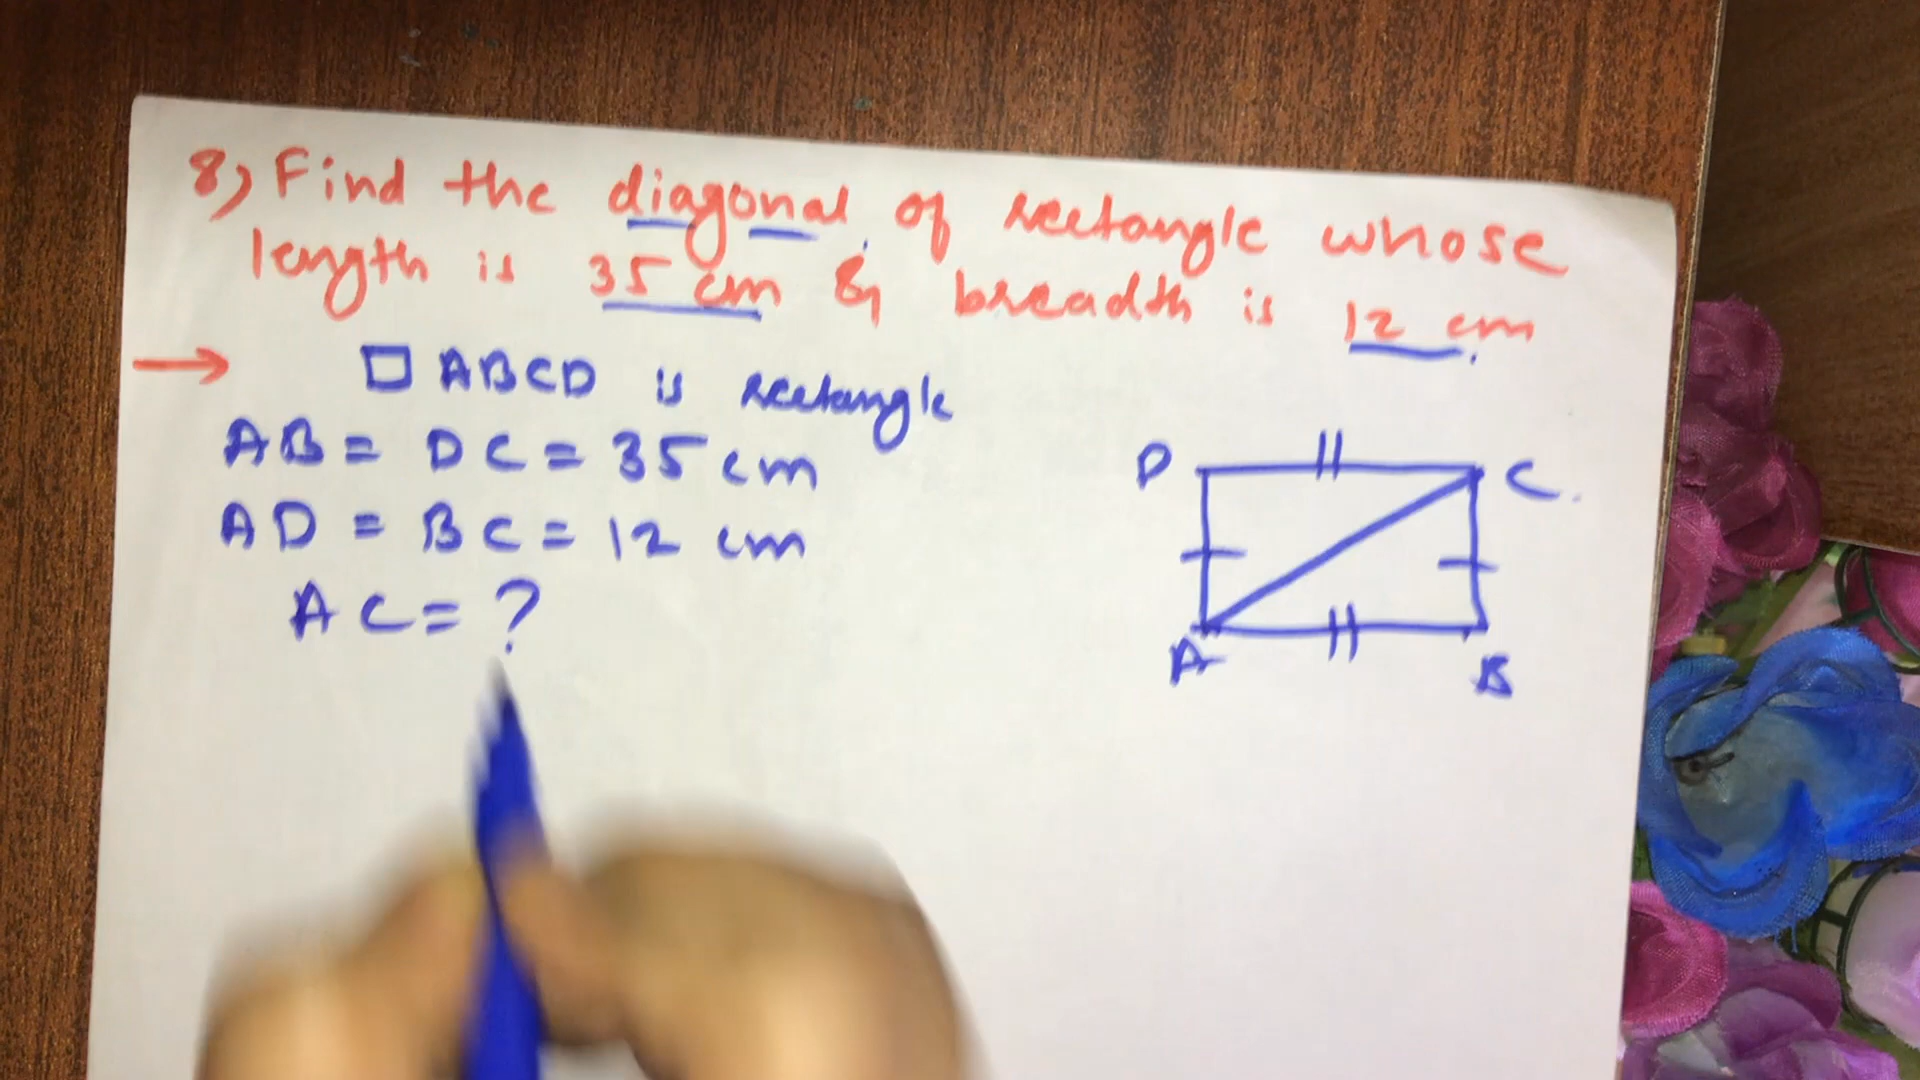 8) Find the diagonal of rectangle whose
length is 35 cm & breadth is 12 cm
→ □ ABCD is rectangle
AB = DC = 35 cm
AD = BC = 12 cm
AC = ?
D
C
A
B